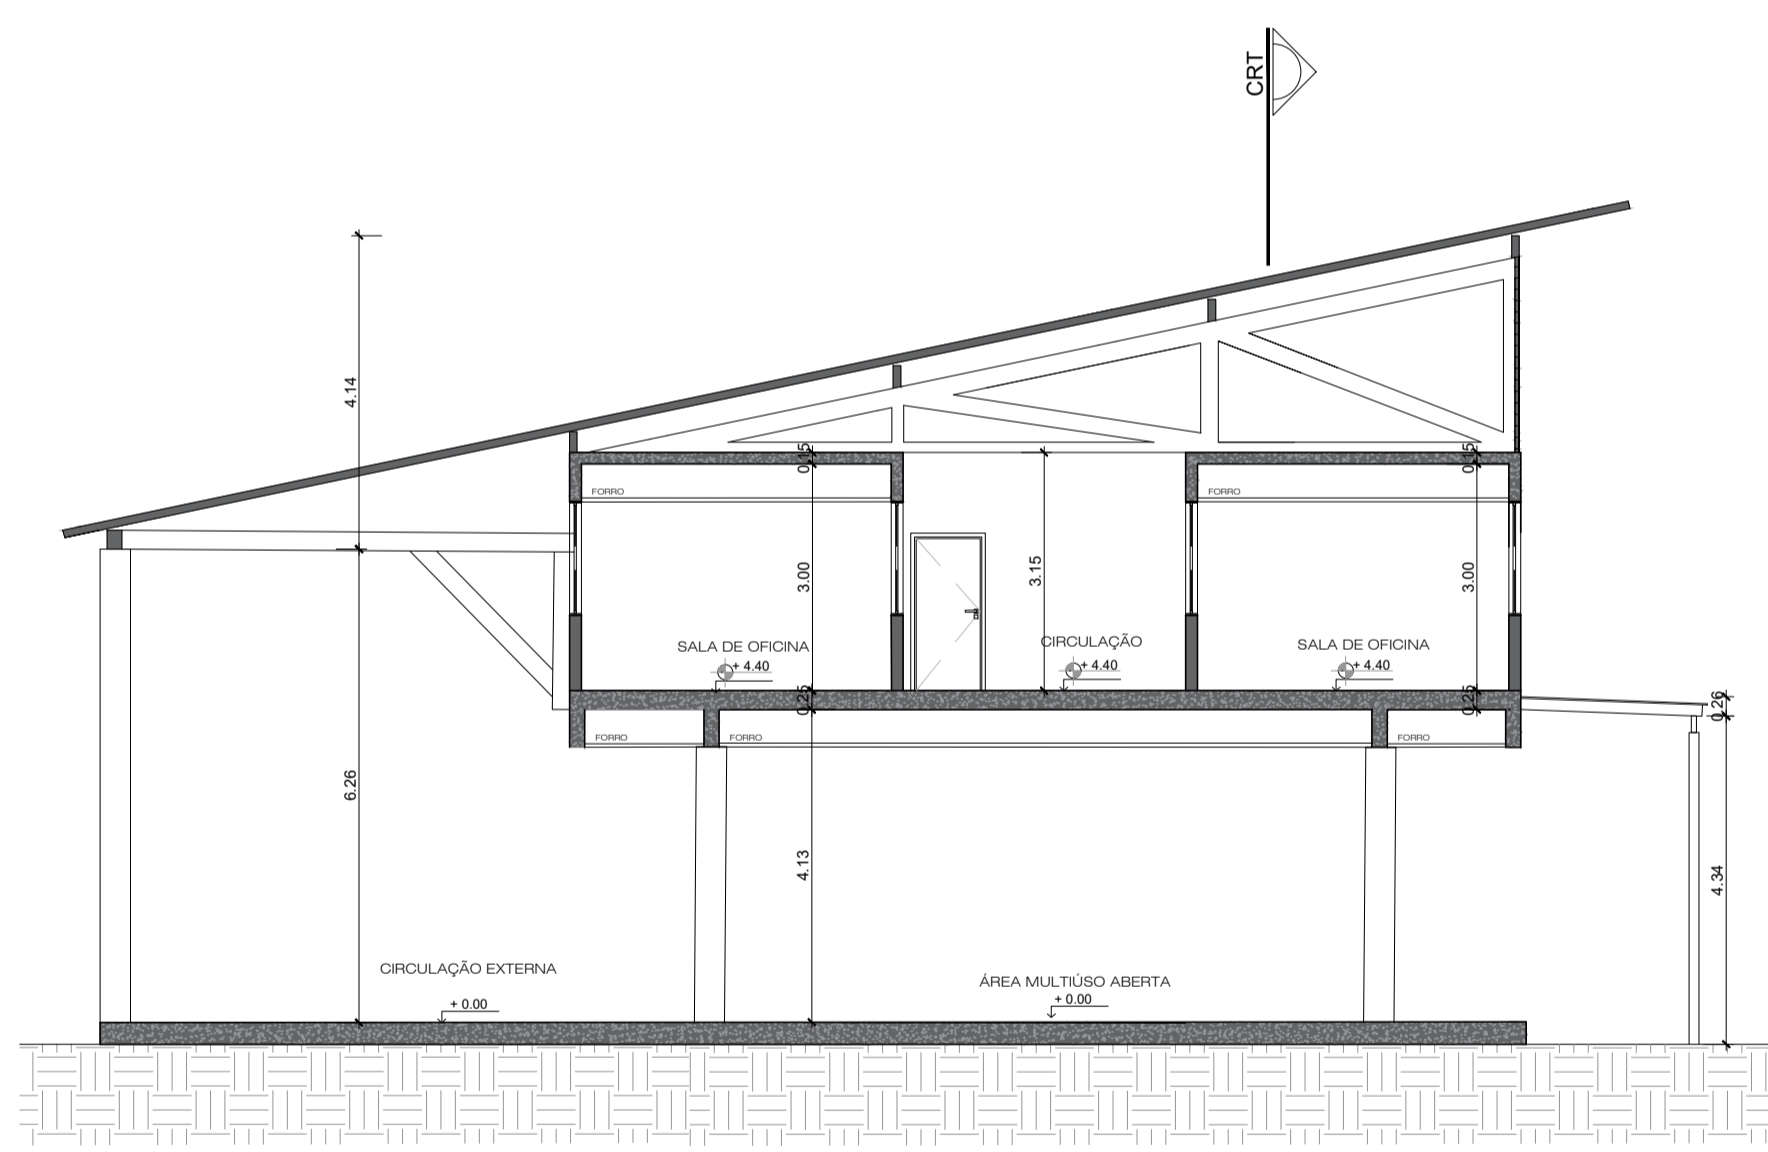 CRT
4.14
0.15
0.15
FORRO
FORRO
3.00
3.15
3.00
SALA DE OFICINA
CIRCULAÇÃO
SALA DE OFICINA
+ 4.40
+ 4.40
+ 4.40
0.25
0.25
0.26
FORRO
FORRO
FORRO
6.26
4.13
4.34
CIRCULAÇÃO EXTERNA
ÁREA MULTIÚSO ABERTA
+ 0.00
+ 0.00